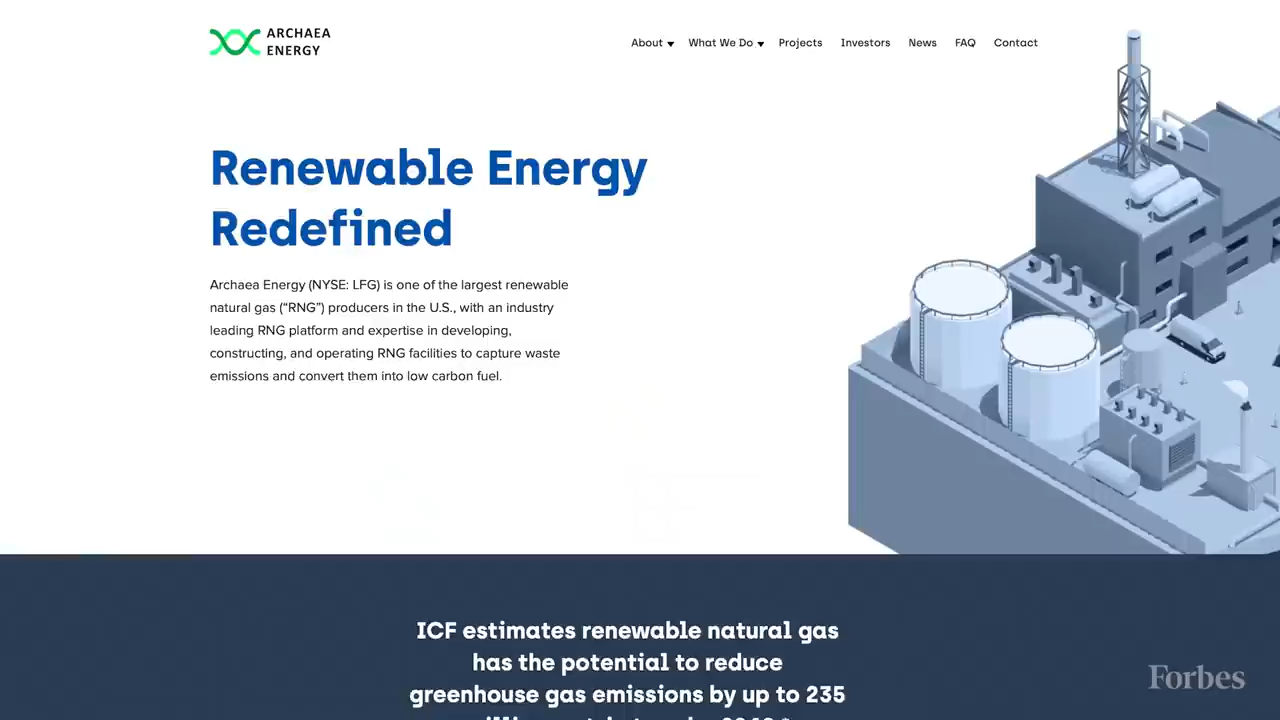 ARCHAEA
ENERGY
About What We Do Projects Investors News FAQ Contact
Renewable Energy
Redefined
Archaea Energy (NYSE: LFG) is one of the largest renewable
natural gas (“RNG”) producers in the U.S., with an industry
leading RNG platform and expertise in developing,
constructing, and operating RNG facilities to capture waste
emissions and convert them into low carbon fuel.
ICF estimates renewable natural gas
has the potential to reduce
greenhouse gas emissions by up to 235
Forbes